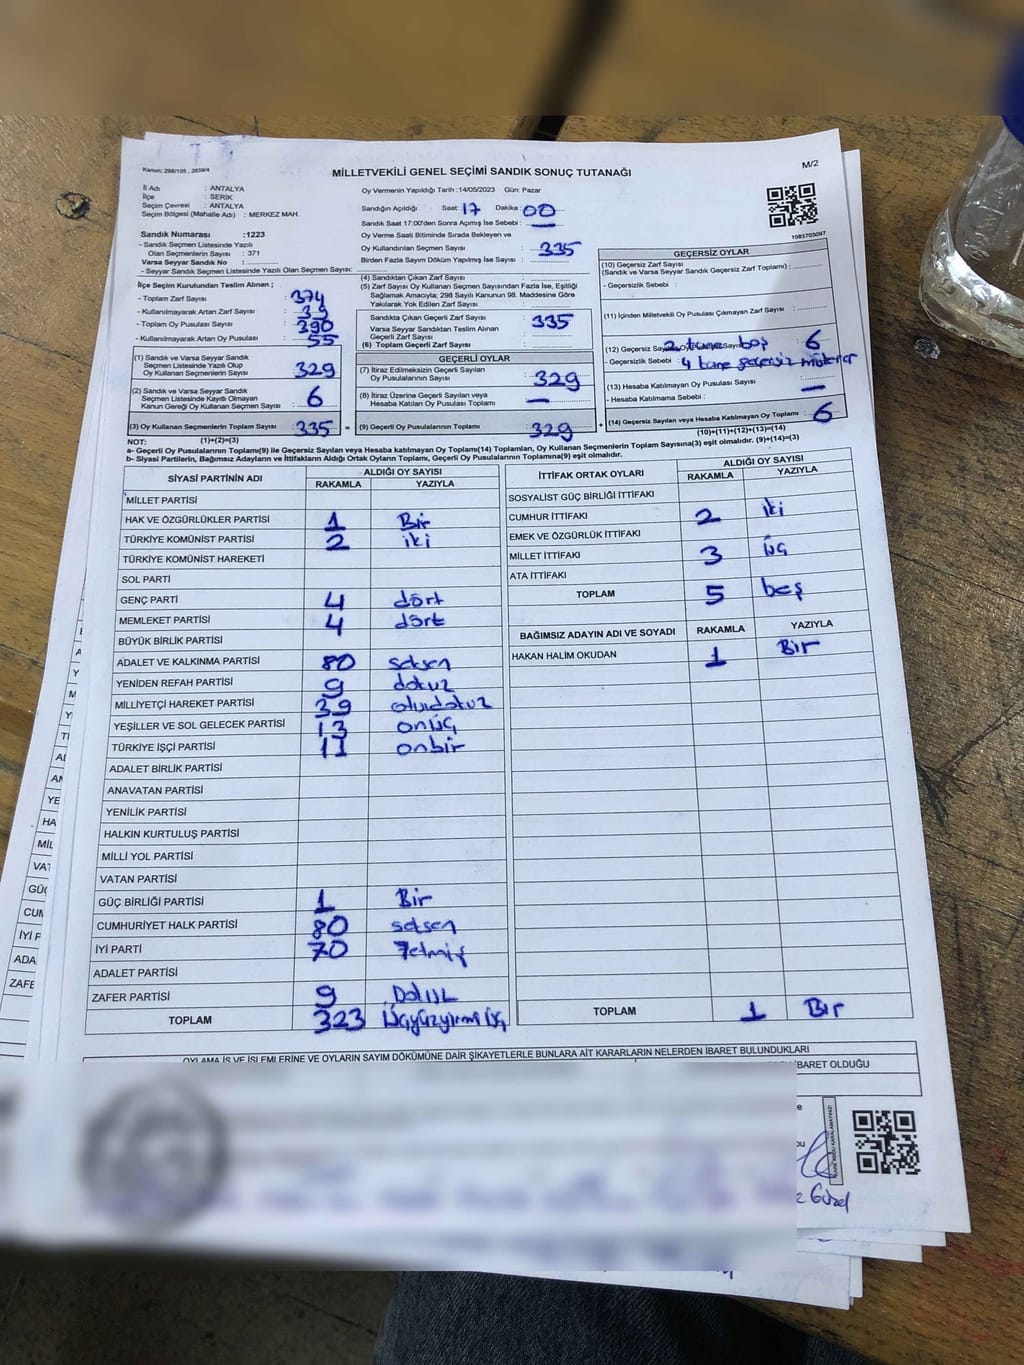 Kanun: 298/105, 2839/4
MİLLETVEKİLİ GENEL SEÇİMİ SANDIK SONUÇ TUTANAĞI
M/2
İl Adı : ANTALYA
İlçe : SERİK
Seçim Çevresi : ANTALYA
Seçim Bölgesi (Mahalle Adı) : MERKEZ MAH.
Sandık Numarası :1223
- Sandık Seçmen Listesinde Yazılı
Olan Seçmenlerin Sayısı : 371
Varsa Seyyar Sandık No :
- Seyyar Sandık Seçmen Listesinde Yazılı Olan Seçmen Sayısı:
İlçe Seçim Kurulundan Teslim Alınan ;
- Toplam Zarf Sayısı : 374
- Kullanılmayarak Artan Zarf Sayısı : 39
- Toplam Oy Pusulası Sayısı : 390
- Kullanılmayarak Artan Oy Pusulası : 55
(1) Sandık ve Varsa Seyyar Sandık
Seçmen Listesinde Yazılı Olup
Oy Kullanan Seçmenlerin Sayısı : 329
(2) Sandık ve Varsa Seyyar Sandık
Seçmen Listesinde Kayıtlı Olmayan
Kanun Gereği Oy Kullanan Seçmen Sayısı : 6
(3) Oy Kullanan Seçmenlerin Toplam Sayısı : 335 =
Oy Vermenin Yapıldığı Tarih :14/05/2023 Gün: Pazar
Sandığın Açıldığı Saat: 17 Dakika: 00
Sandık Saat 17:00'den Sonra Açılmış İse Sebebi : —
Oy Verme Saati Bitiminde Sırada Bekleyen ve
Oy Kullandırılan Seçmen Sayısı : 335
Birden Fazla Sayım Döküm Yapılmış İse Sayısı :
(4) Sandıktan Çıkan Zarf Sayısı :
(5) Zarf Sayısı Oy Kullanan Seçmen Sayısından Fazla İse, Eşitliği
Sağlamak Amacıyla; 298 Sayılı Kanunun 98. Maddesine Göre
Yakılarak Yok Edilen Zarf Sayısı :
Sandıkta Çıkan Geçerli Zarf Sayısı : 335
Varsa Seyyar Sandıktan Teslim Alınan
Geçerli Zarf Sayısı :
(6) Toplam Geçerli Zarf Sayısı :
GEÇERLİ OYLAR
(7) İtiraz Edilmeksizin Geçerli Sayılan
Oy Pusulalarının Sayısı : 329
(8) İtiraz Üzerine Geçerli Sayılan veya
Hesaba Katılan Oy Pusulası Toplamı : —
(9) Geçerli Oy Pusulalarının Toplamı : 329 +
1083703097
GEÇERSİZ OYLAR
(10) Geçersiz Zarf Sayısı
(Sandık ve Varsa Seyyar Sandık Geçersiz Zarf Toplamı) :
- Geçersizlik Sebebi :
(11) İçinden Milletvekili Oy Pusulası Çıkmayan Zarf Sayısı :
(12) Geçersiz Sayılan Oy Pusulası Sayısı 2 tane boş 6
- Geçersizlik Sebebi : 4 tane geçersiz
(13) Hesaba Katılmayan Oy Pusulası Sayısı : —
- Hesaba Katılmama Sebebi :
(14) Geçersiz Sayılan veya Hesaba Katılmayan Oy Toplamı : 6
(10)+(11)+(12)+(13)=(14)
NOT: (1)+(2)=(3)
a- Geçerli Oy Pusulalarının Toplamı(9) ile Geçersiz Sayılan veya Hesaba katılmayan Oy Toplam(14) Toplamları, Oy Kullanan Seçmenlerin Toplam Sayısına(3) eşit olmalıdır. (9)+(14)=(3)
b- Siyasi Partilerin, Bağımsız Adayların ve İttifakların Aldığı Ortak Oyların Toplamı, Geçerli Oy Pusulalarının Toplamına(9) eşit olmalıdır.
SİYASİ PARTİNİN ADI ALDIĞI OY SAYISI
RAKAMLA YAZIYLA
MİLLET PARTİSİ
HAK VE ÖZGÜRLÜKLER PARTİSİ 1 Bir
TÜRKİYE KOMÜNİST PARTİSİ 2 iki
TÜRKİYE KOMÜNİST HAREKETİ
SOL PARTİ
GENÇ PARTİ 4 dört
MEMLEKET PARTİSİ 4 dört
BÜYÜK BİRLİK PARTİSİ
ADALET VE KALKINMA PARTİSİ 80 seksen
YENİDEN REFAH PARTİSİ 9 dokuz
MİLLİYETÇİ HAREKET PARTİSİ 39 otuzdokuz
YEŞİLLER VE SOL GELECEK PARTİSİ 13 onüç
TÜRKİYE İŞÇİ PARTİSİ 11 onbir
ADALET BİRLİK PARTİSİ
ANAVATAN PARTİSİ
YENİLİK PARTİSİ
HALKIN KURTULUŞ PARTİSİ
MİLLİ YOL PARTİSİ
VATAN PARTİSİ
GÜÇ BİRLİĞİ PARTİSİ 1 Bir
CUMHURİYET HALK PARTİSİ 80 seksen
İYİ PARTİ 70 Yetmiş
ADALET PARTİSİ
ZAFER PARTİSİ 9 Dokuz
TOPLAM 323 Üçyüzyirmiüç
İTTİFAK ORTAK OYLARI ALDIĞI OY SAYISI
RAKAMLA YAZIYLA
SOSYALİST GÜÇ BİRLİĞİ İTTİFAKI
CUMHUR İTTİFAKI 2 iki
EMEK VE ÖZGÜRLÜK İTTİFAKI
MİLLET İTTİFAKI 3 üç
ATA İTTİFAKI
TOPLAM 5 beş
BAĞIMSIZ ADAYIN ADI VE SOYADI RAKAMLA YAZIYLA
HAKAN HALİM OKUDAN 1 Bir
TOPLAM 1 Bir
OYLAMA İŞ VE İŞLEMLERİNE VE OYLARIN SAYIM DÖKÜMÜNE DAİR ŞİKAYETLERLE BUNLARA AİT KARARLARIN NELERDEN İBARET BULUNDUKLARI
İBARET OLDUĞU
Güzel